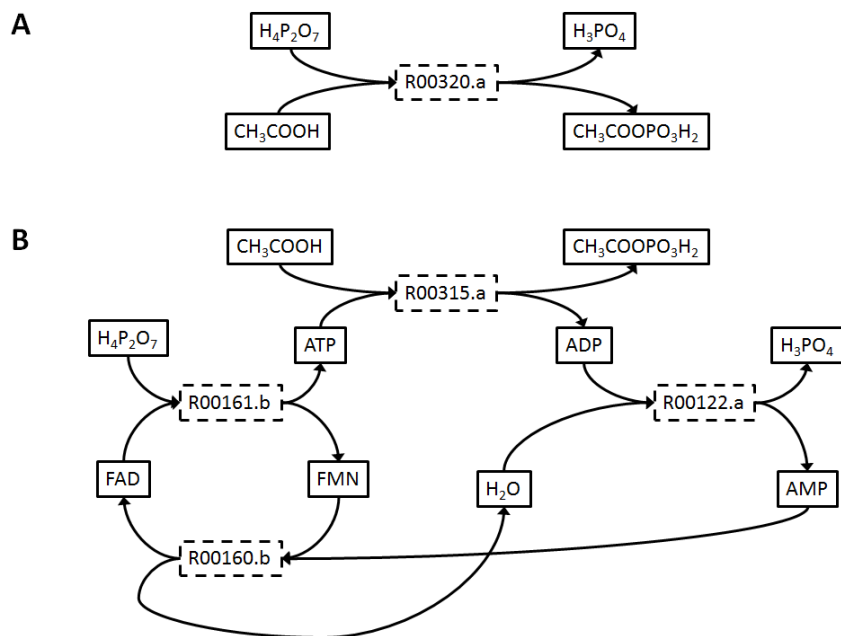 A
H₄P₂O₇
H₃PO₄
R00320.a
CH₃COOH
CH₃COOPO₃H₂
B
CH₃COOH
CH₃COOPO₃H₂
R00315.a
H₄P₂O₇
ATP
ADP
H₃PO₄
R00161.b
R00122.a
FAD
FMN
H₂O
AMP
R00160.b